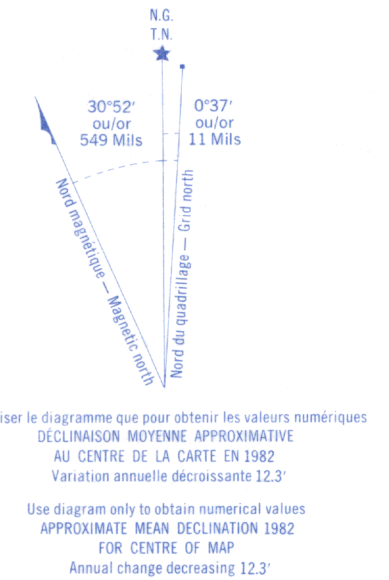 N.G.
T.N.
30°52′
ou/or
549 Mils
0°37′
ou/or
11 Mils
Nord magnétique — Magnetic north
Nord du quadrillage — Grid north
iser le diagramme que pour obtenir les valeurs numériques
DÉCLINAISON MOYENNE APPROXIMATIVE
AU CENTRE DE LA CARTE EN 1982
Variation annuelle décroissante 12.3′
Use diagram only to obtain numerical values
APPROXIMATE MEAN DECLINATION 1982
FOR CENTRE OF MAP
Annual change decreasing 12.3′